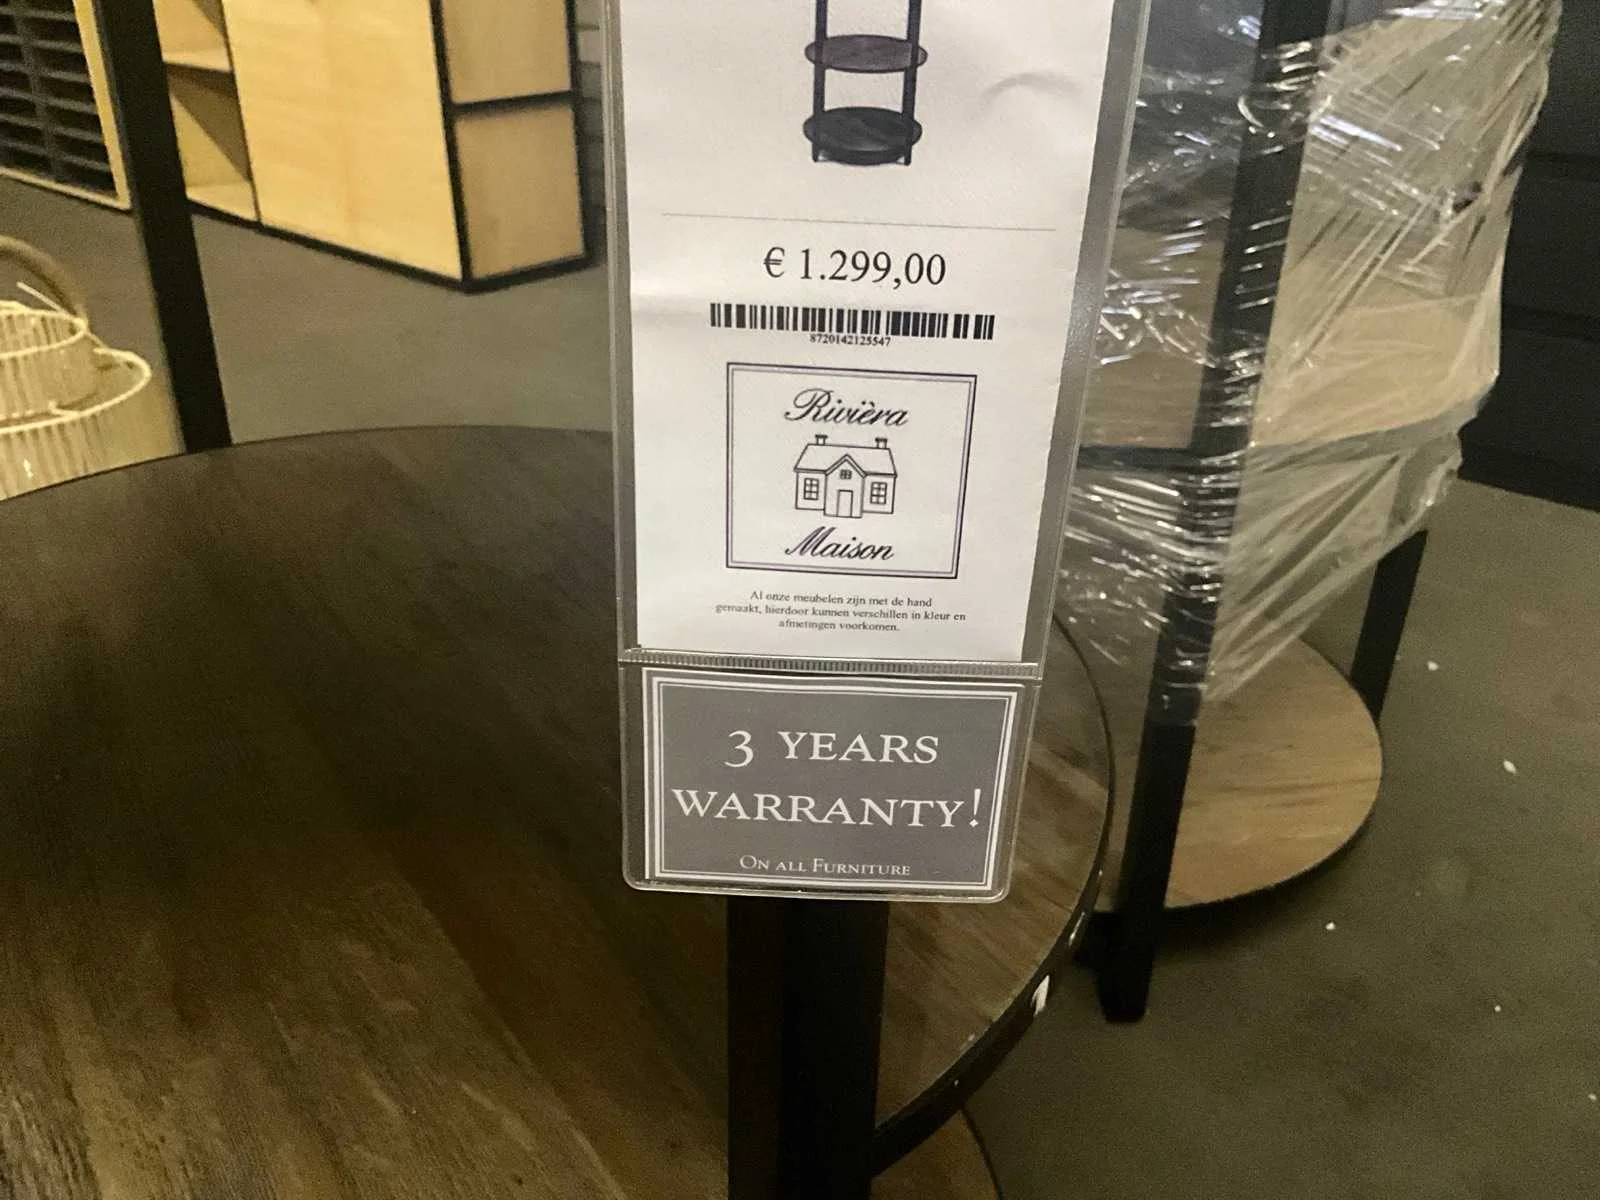 € 1.299,00
8720142125547
Rivièra
Maison
Al onze meubelen zijn met de hand
gemaakt, hierdoor kunnen verschillen in kleur en
afmetingen voorkomen.
3 YEARS
WARRANTY!
ON ALL FURNITURE